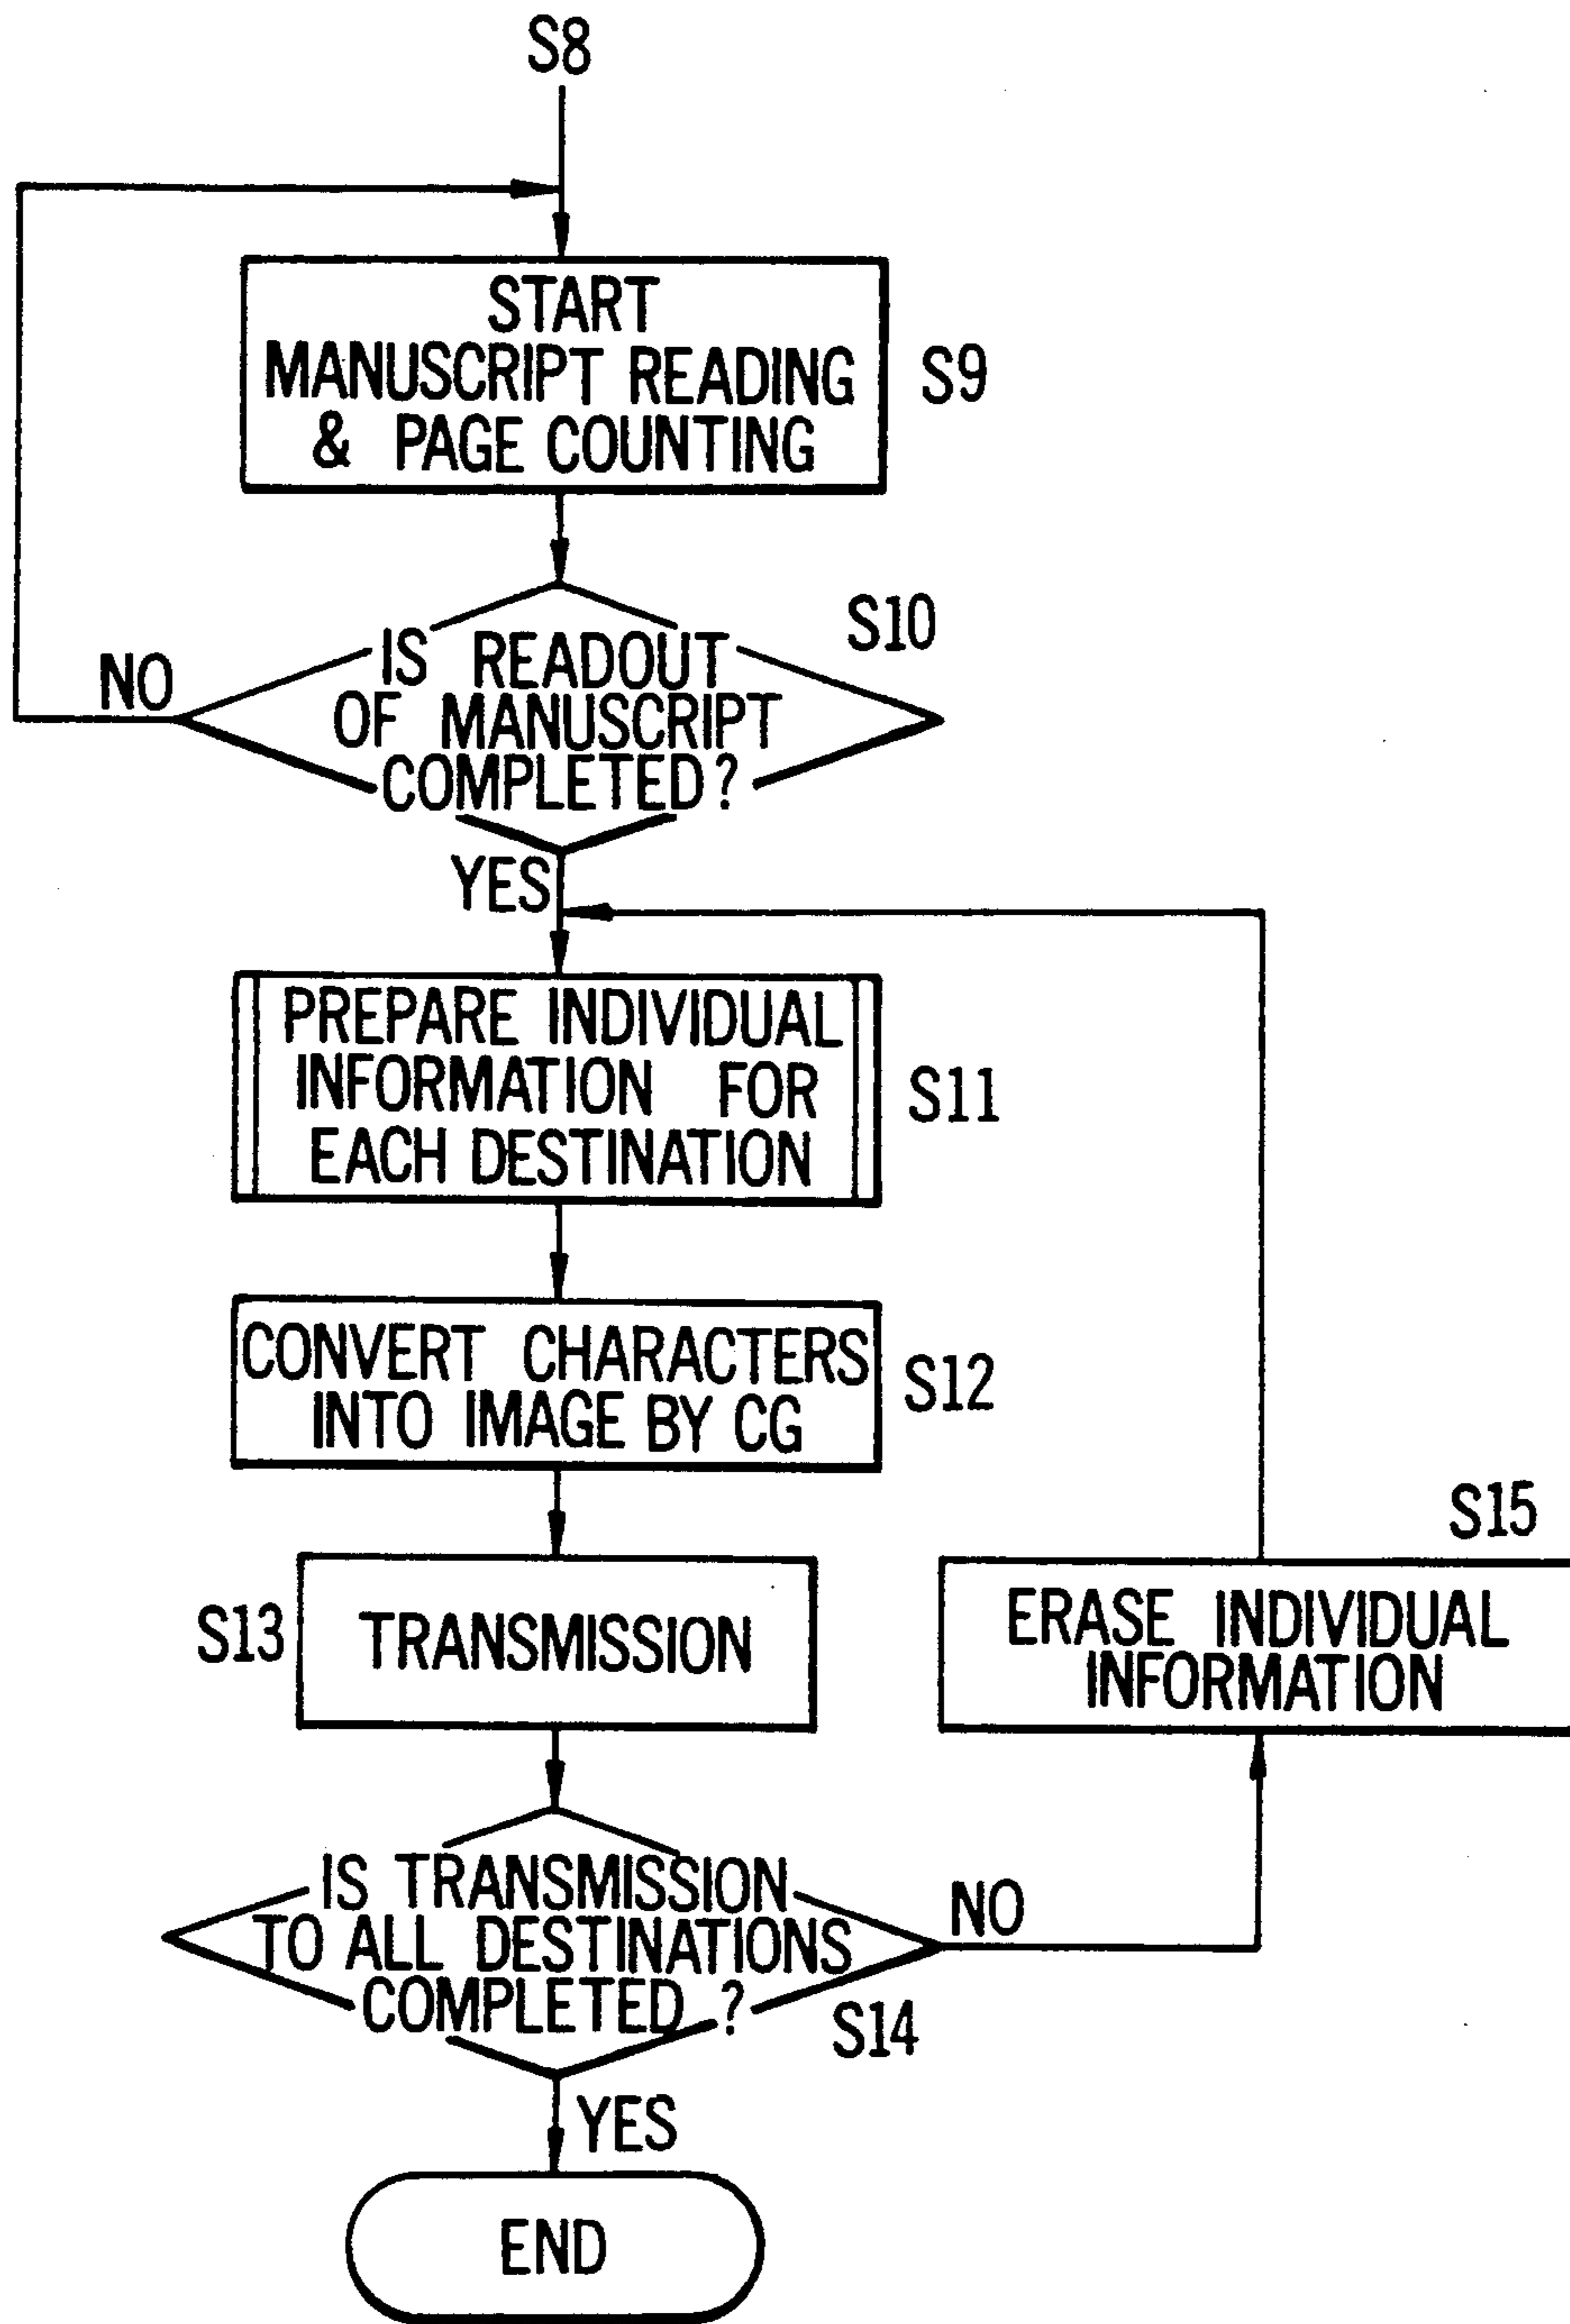 S8
START
MANUSCRIPT READING
& PAGE COUNTING
S9
S10
IS READOUT
OF MANUSCRIPT
COMPLETED?
NO
YES
PREPARE INDIVIDUAL
INFORMATION FOR
EACH DESTINATION
S11
CONVERT CHARACTERS
INTO IMAGE BY CG
S12
S13
TRANSMISSION
S15
ERASE INDIVIDUAL
INFORMATION
IS TRANSMISSION
TO ALL DESTINATIONS
COMPLETED ?
NO
S14
YES
END